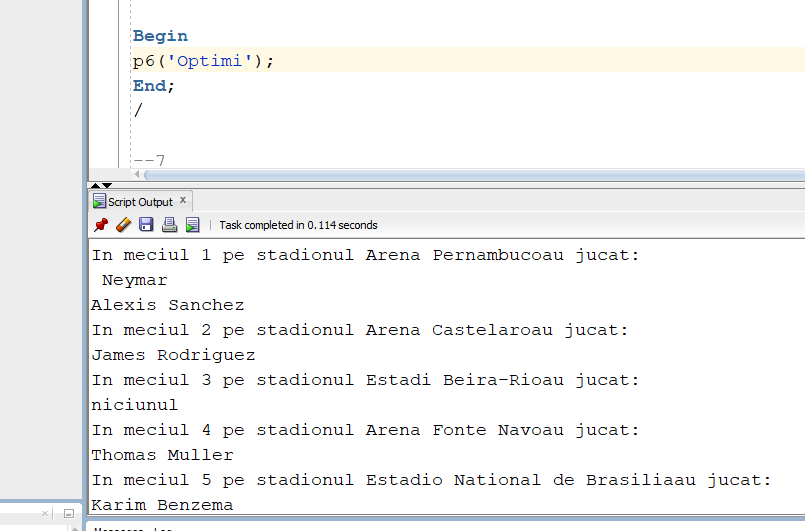 Begin
p6('Optimi');
End;
/
--7
Script Output x
Task completed in 0.114 seconds
In meciul 1 pe stadionul Arena Pernambucoau jucat:
Neymar
Alexis Sanchez
In meciul 2 pe stadionul Arena Castelaroau jucat:
James Rodriguez
In meciul 3 pe stadionul Estadi Beira-Rioau jucat:
niciunul
In meciul 4 pe stadionul Arena Fonte Navoau jucat:
Thomas Muller
In meciul 5 pe stadionul Estadio National de Brasiliaau jucat:
Karim Benzema